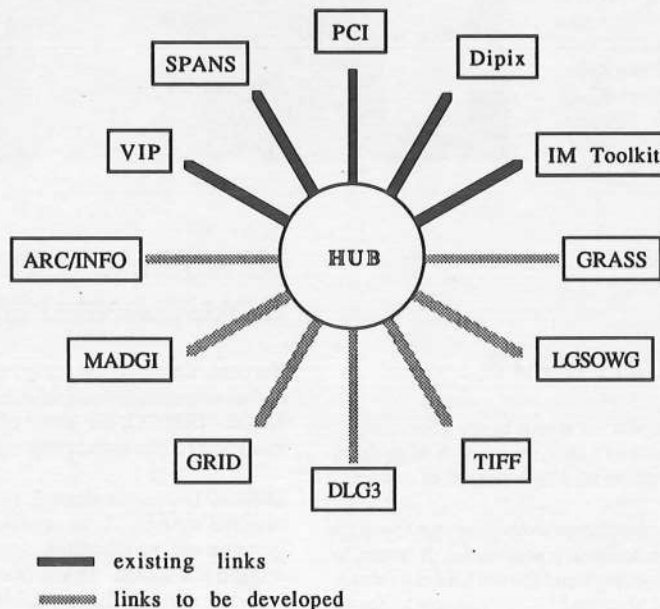 PCI
SPANS
Dipix
VIP
IM Toolkit
ARC/INFO
HUB
GRASS
MADGI
LGSOWG
GRID
TIFF
DLG3
existing links
links to be developed